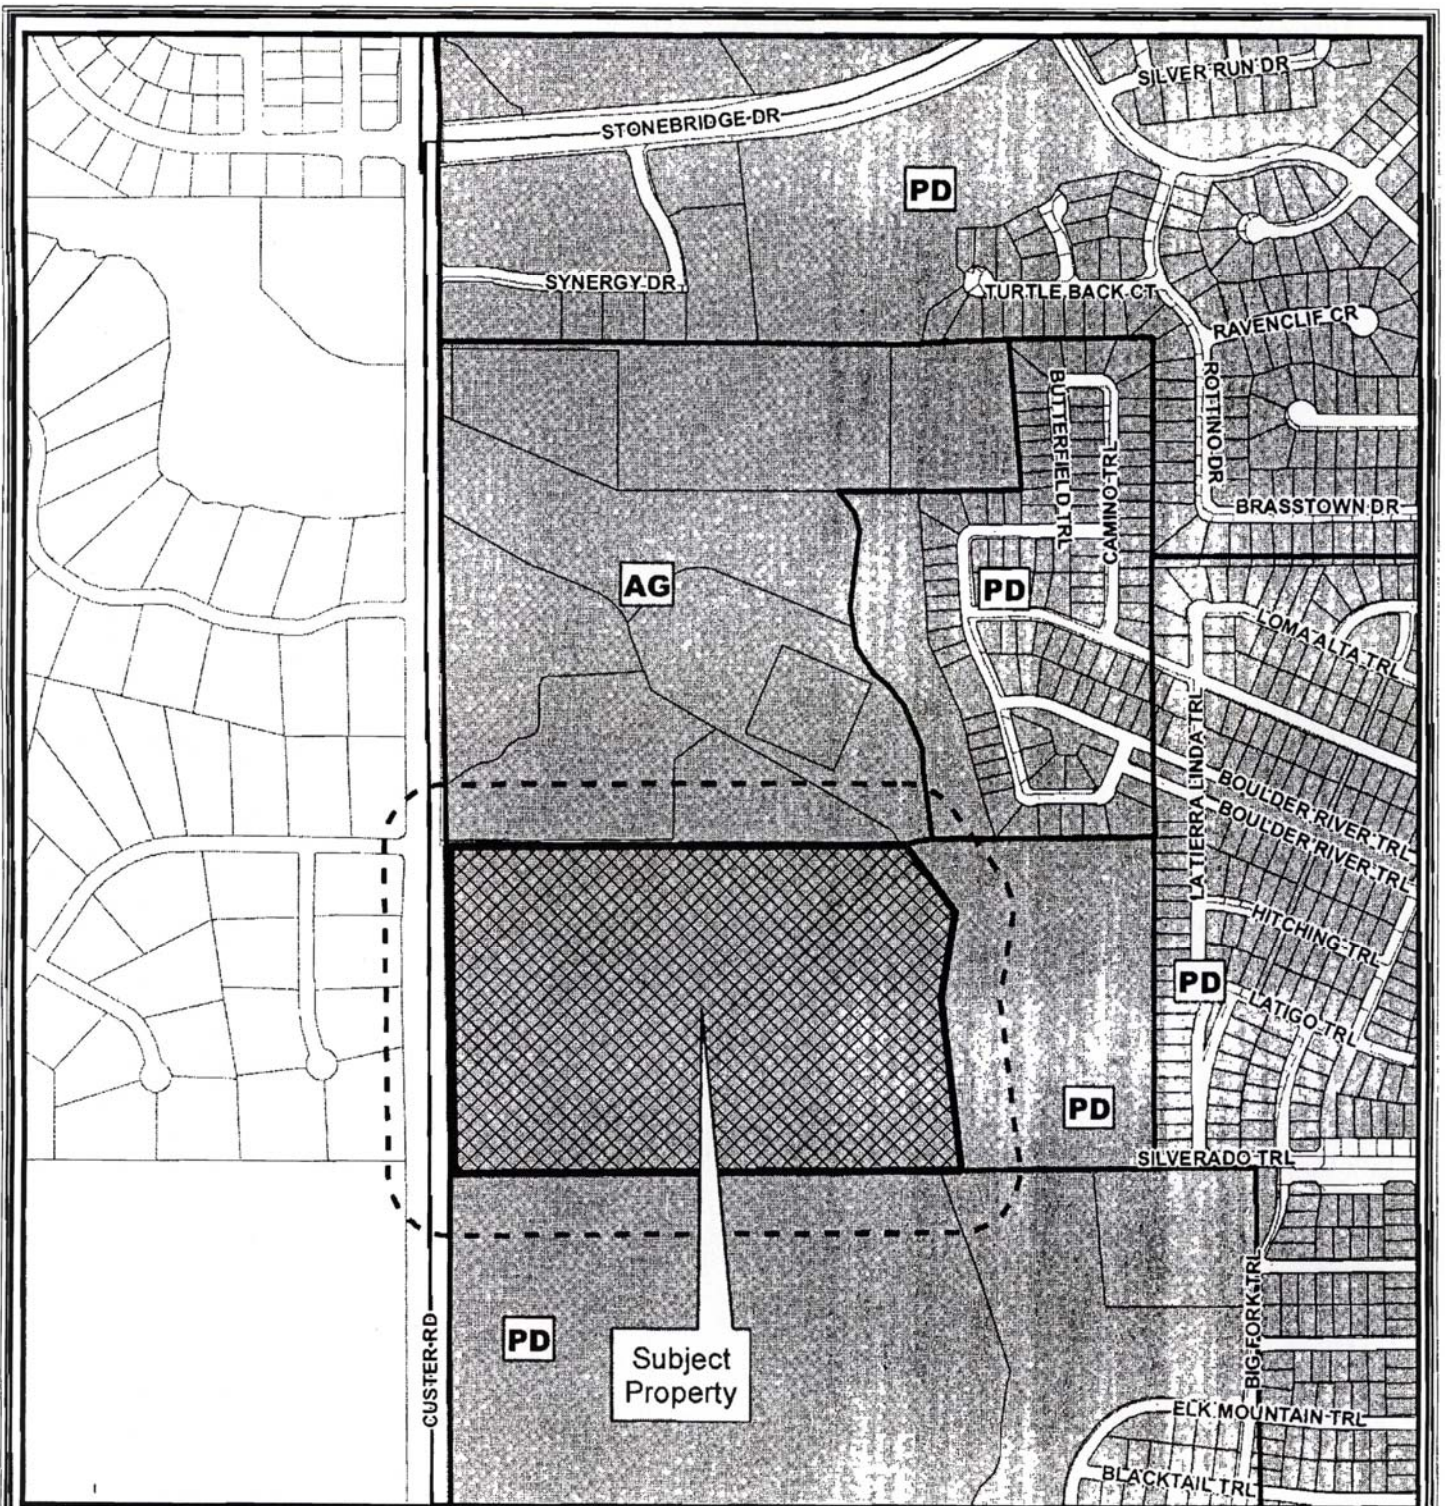 SILVER RUN DR
STONEBRIDGE DR
PD
SYNERGY DR
TURTLE BACK CT
RAVENCLIF CR
BUTTERFIELD TRL
ROTTINO DR
CAMINO TRL
BRASSTOWN DR
AG
PD
LOMA ALTA TRL
LA TIERRA LINDA TRL
BOULDER RIVER TRL
BOULDER RIVER TRL
HITCHING TRL
PD
LATIGO TRL
PD
SILVERADO TRL
BIG FORK TRL
CUSTER RD
PD
Subject
Property
ELK MOUNTAIN TRL
BLACKTAIL TRL